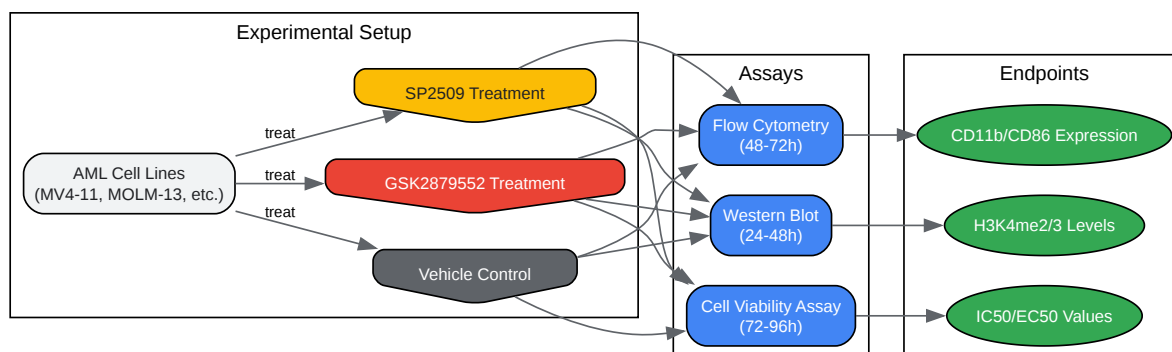 Experimental Setup
SP2509 Treatment
treat
AML Cell Lines
(MV4-11, MOLM-13, etc.)
treat
GSK2879552 Treatment
treat
Vehicle Control
Assays
Flow Cytometry
(48-72h)
Western Blot
(24-48h)
Cell Viability Assay
(72-96h)
Endpoints
CD11b/CD86 Expression
H3K4me2/3 Levels
IC50/EC50 Values